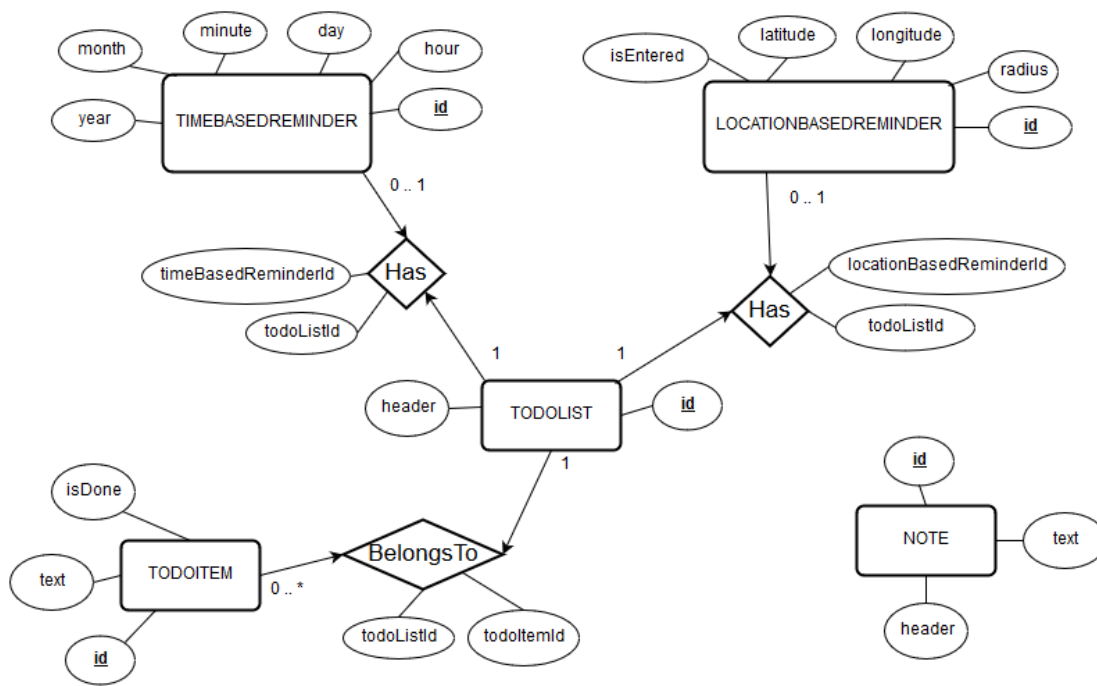 month
minute
day
hour
year
id
TIMEBASEDREMINDER
isEntered
latitude
longitude
radius
id
LOCATIONBASEDREMINDER
0 .. 1
0 .. 1
timeBasedReminderId
Has
todoListId
locationBasedReminderId
Has
todoListId
1
1
header
TODOLIST
id
1
isDone
text
TODOITEM
id
0 .. *
BelongsTo
todoListId
todoItemId
id
NOTE
text
header